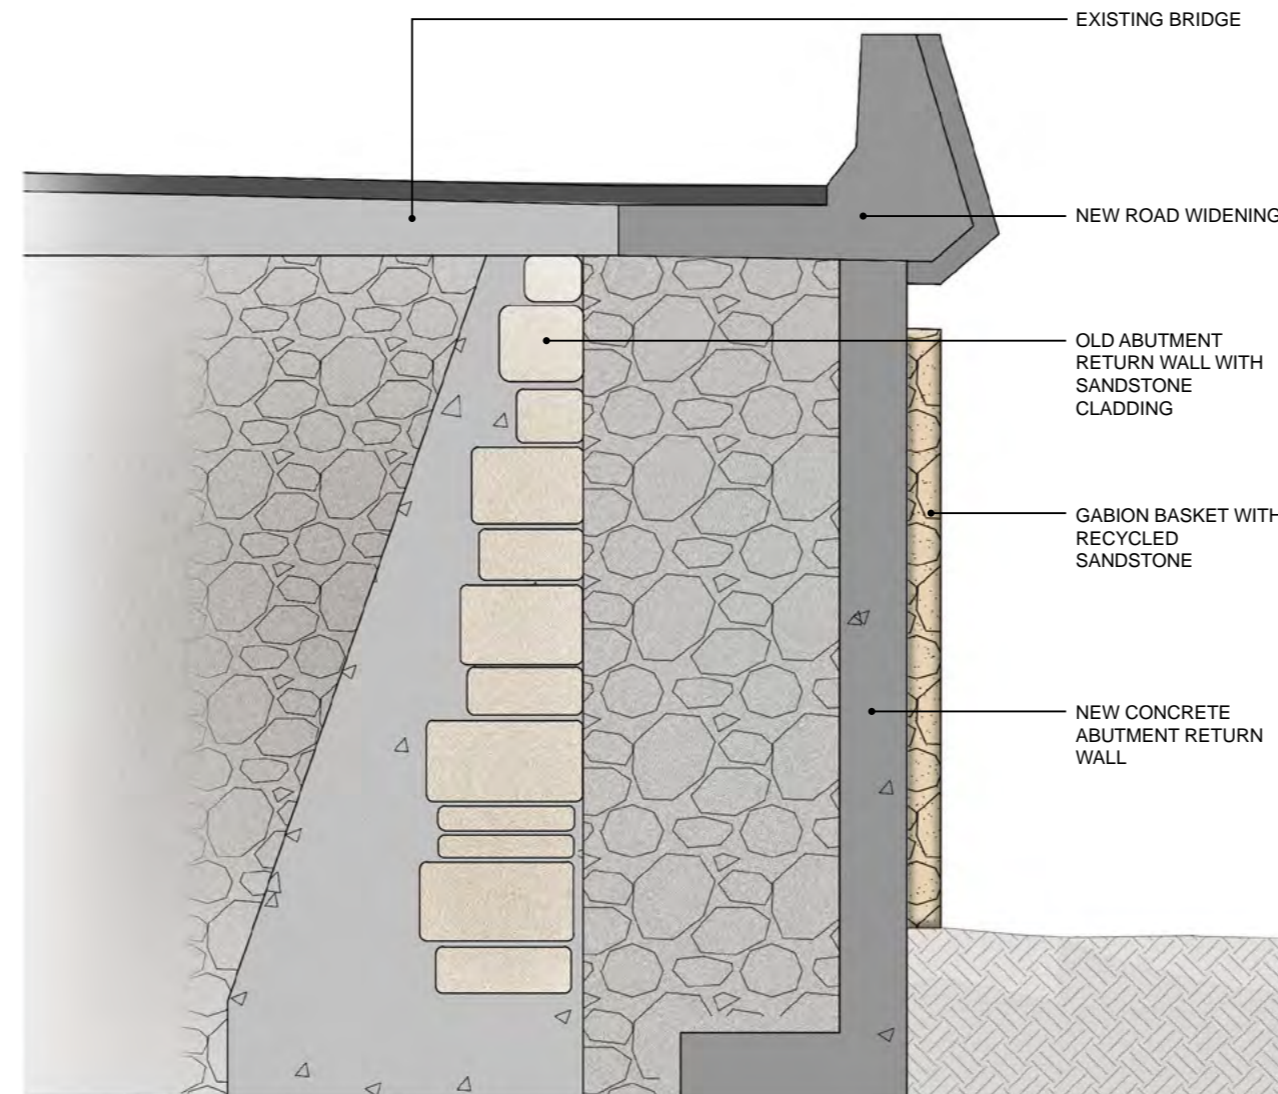 EXISTING BRIDGE
NEW ROAD WIDENING
OLD ABUTMENT
RETURN WALL WITH
SANDSTONE
CLADDING
GABION BASKET WITH
RECYCLED
SANDSTONE
NEW CONCRETE
ABUTMENT RETURN
WALL